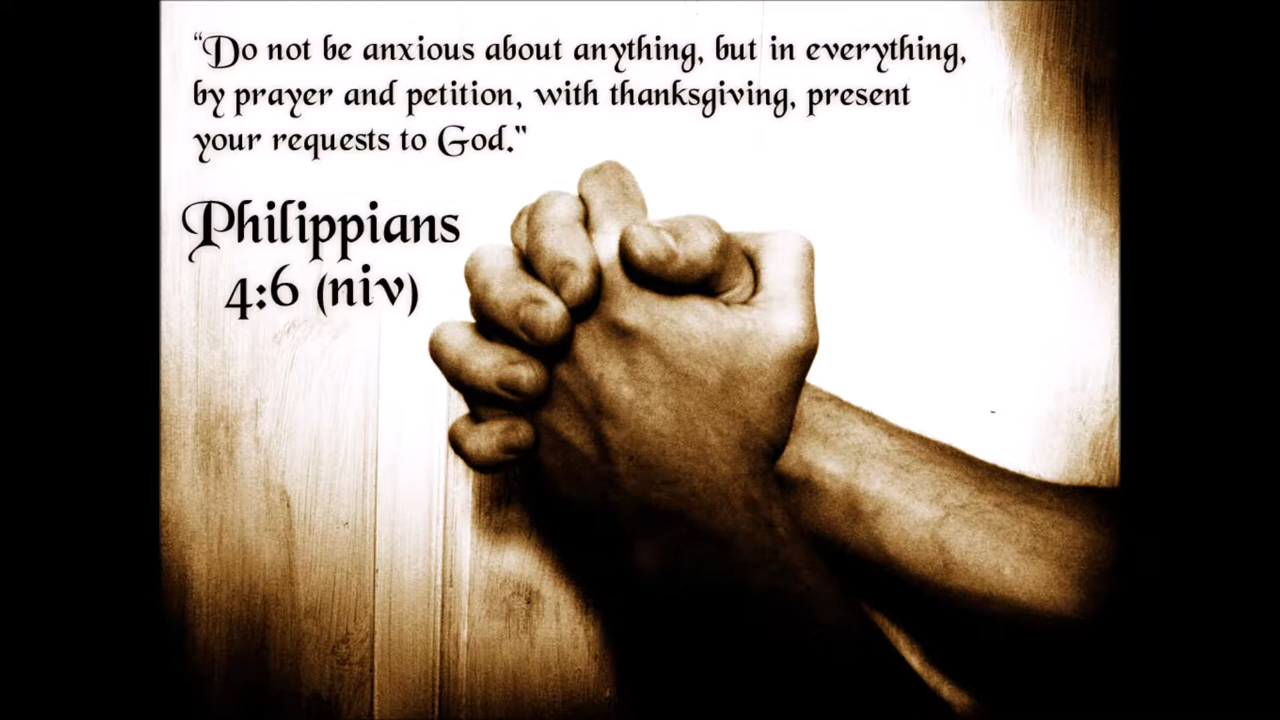 “Do not be anxious about anything, but in everything,
by prayer and petition, with thanksgiving, present
your requests to God."
Philippians
4:6 (niv)